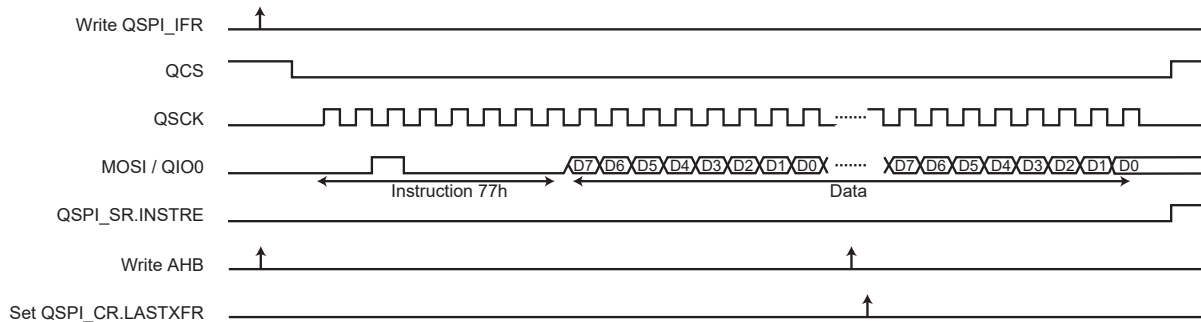 Write QSPI_IFR
QCS
QSCK
MOSI / QIO0
D7 D6 D5 D4 D3 D2 D1 D0 D7 D6 D5 D4 D3 D2 D1 D0
Instruction 77h
Data
QSPI_SR.INSTRE
Write AHB
Set QSPI_CR.LASTXFR